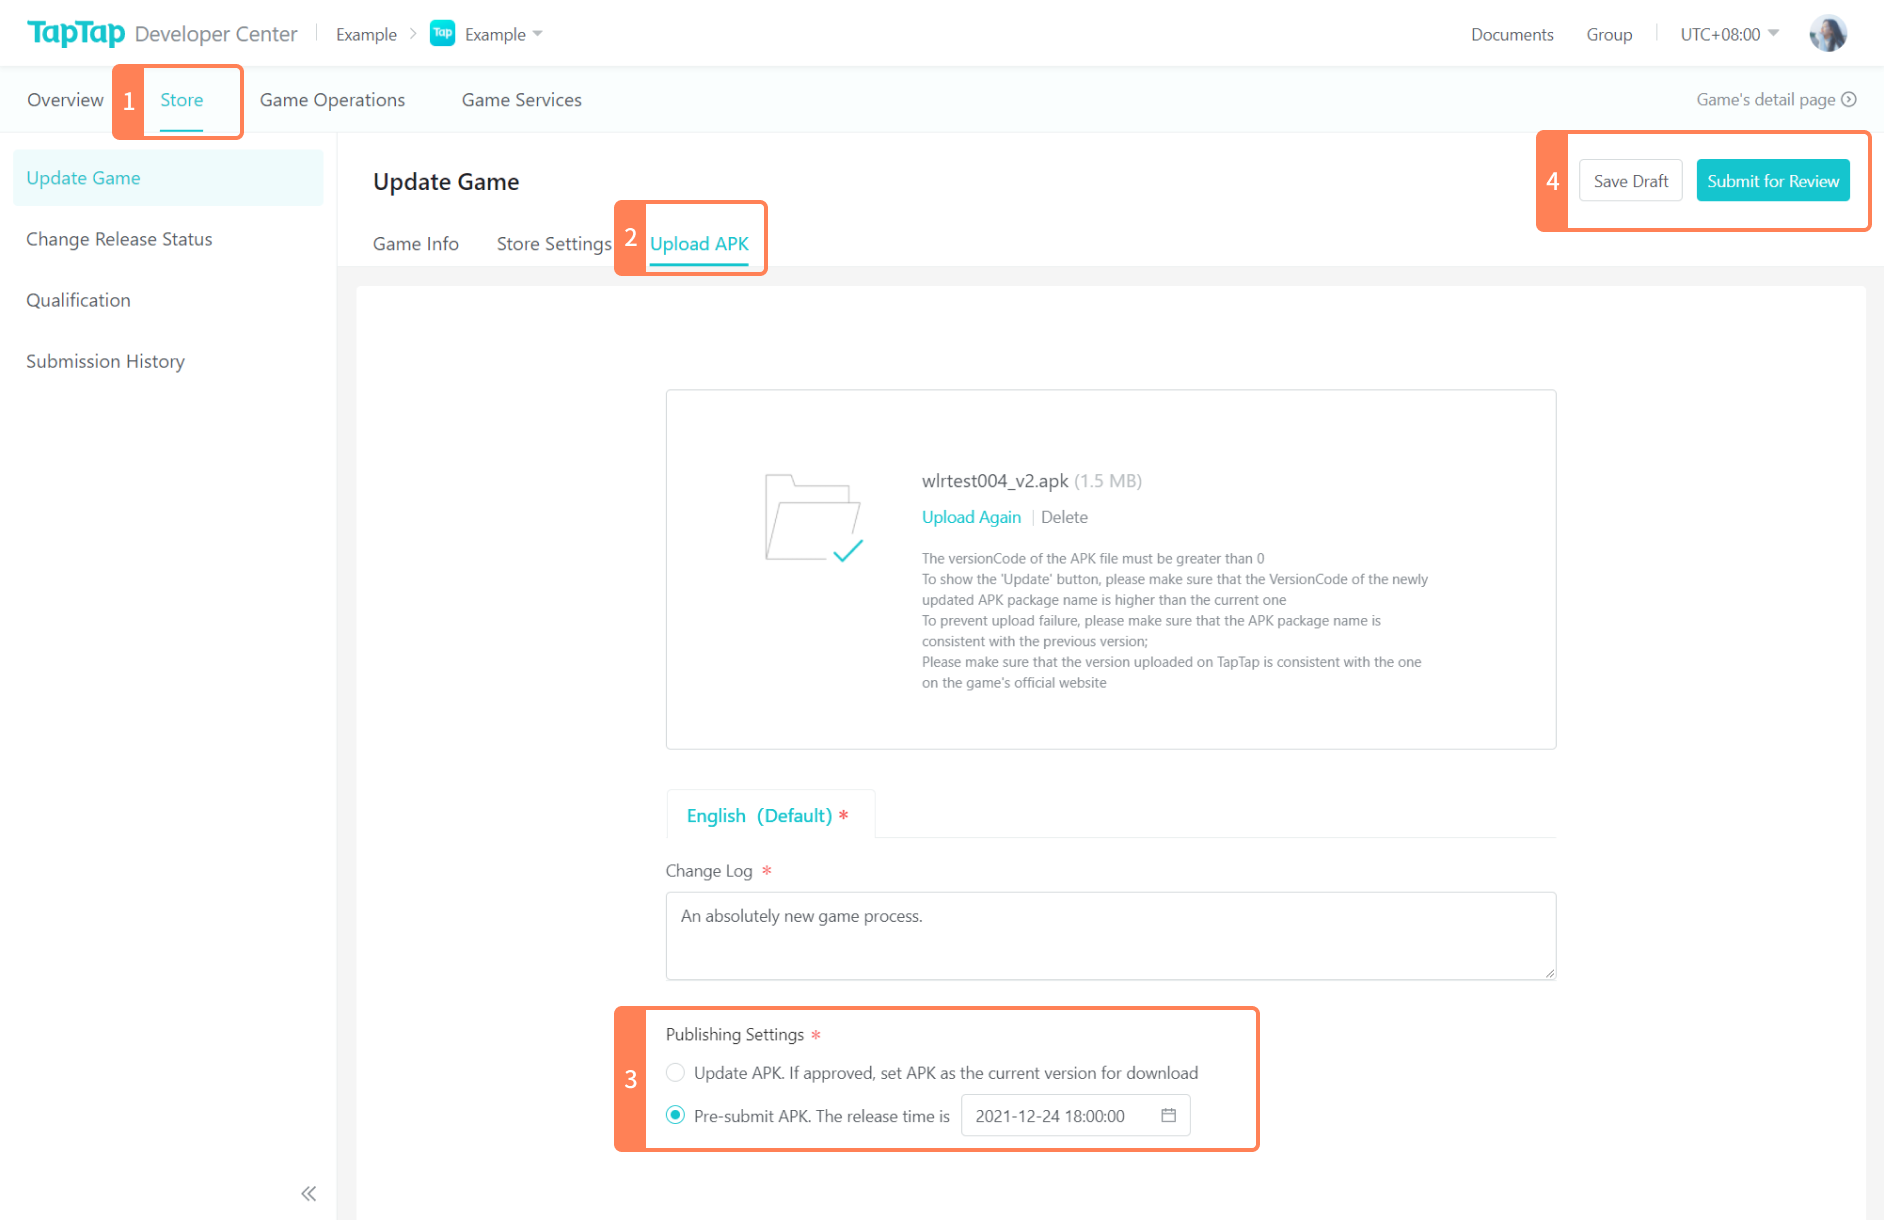 TapTap Developer Center
Example
Tap
Example
Documents
Group
UTC+08:00
Overview
1
Store
Game Operations
Game Services
Game's detail page
Update Game
Change Release Status
Qualification
Submission History
Update Game
4
Save Draft
Submit for Review
Game Info
Store Settings
2
Upload APK
wlrtest004_v2.apk (1.5 MB)
Upload Again | Delete
The versionCode of the APK file must be greater than 0
To show the 'Update' button, please make sure that the VersionCode of the newly
updated APK package name is higher than the current one
To prevent upload failure, please make sure that the APK package name is
consistent with the previous version;
Please make sure that the version uploaded on TapTap is consistent with the one
on the game's official website
English (Default) *
Change Log *
An absolutely new game process.
3
Publishing Settings *
Update APK. If approved, set APK as the current version for download
Pre-submit APK. The release time is
2021-12-24 18:00:00